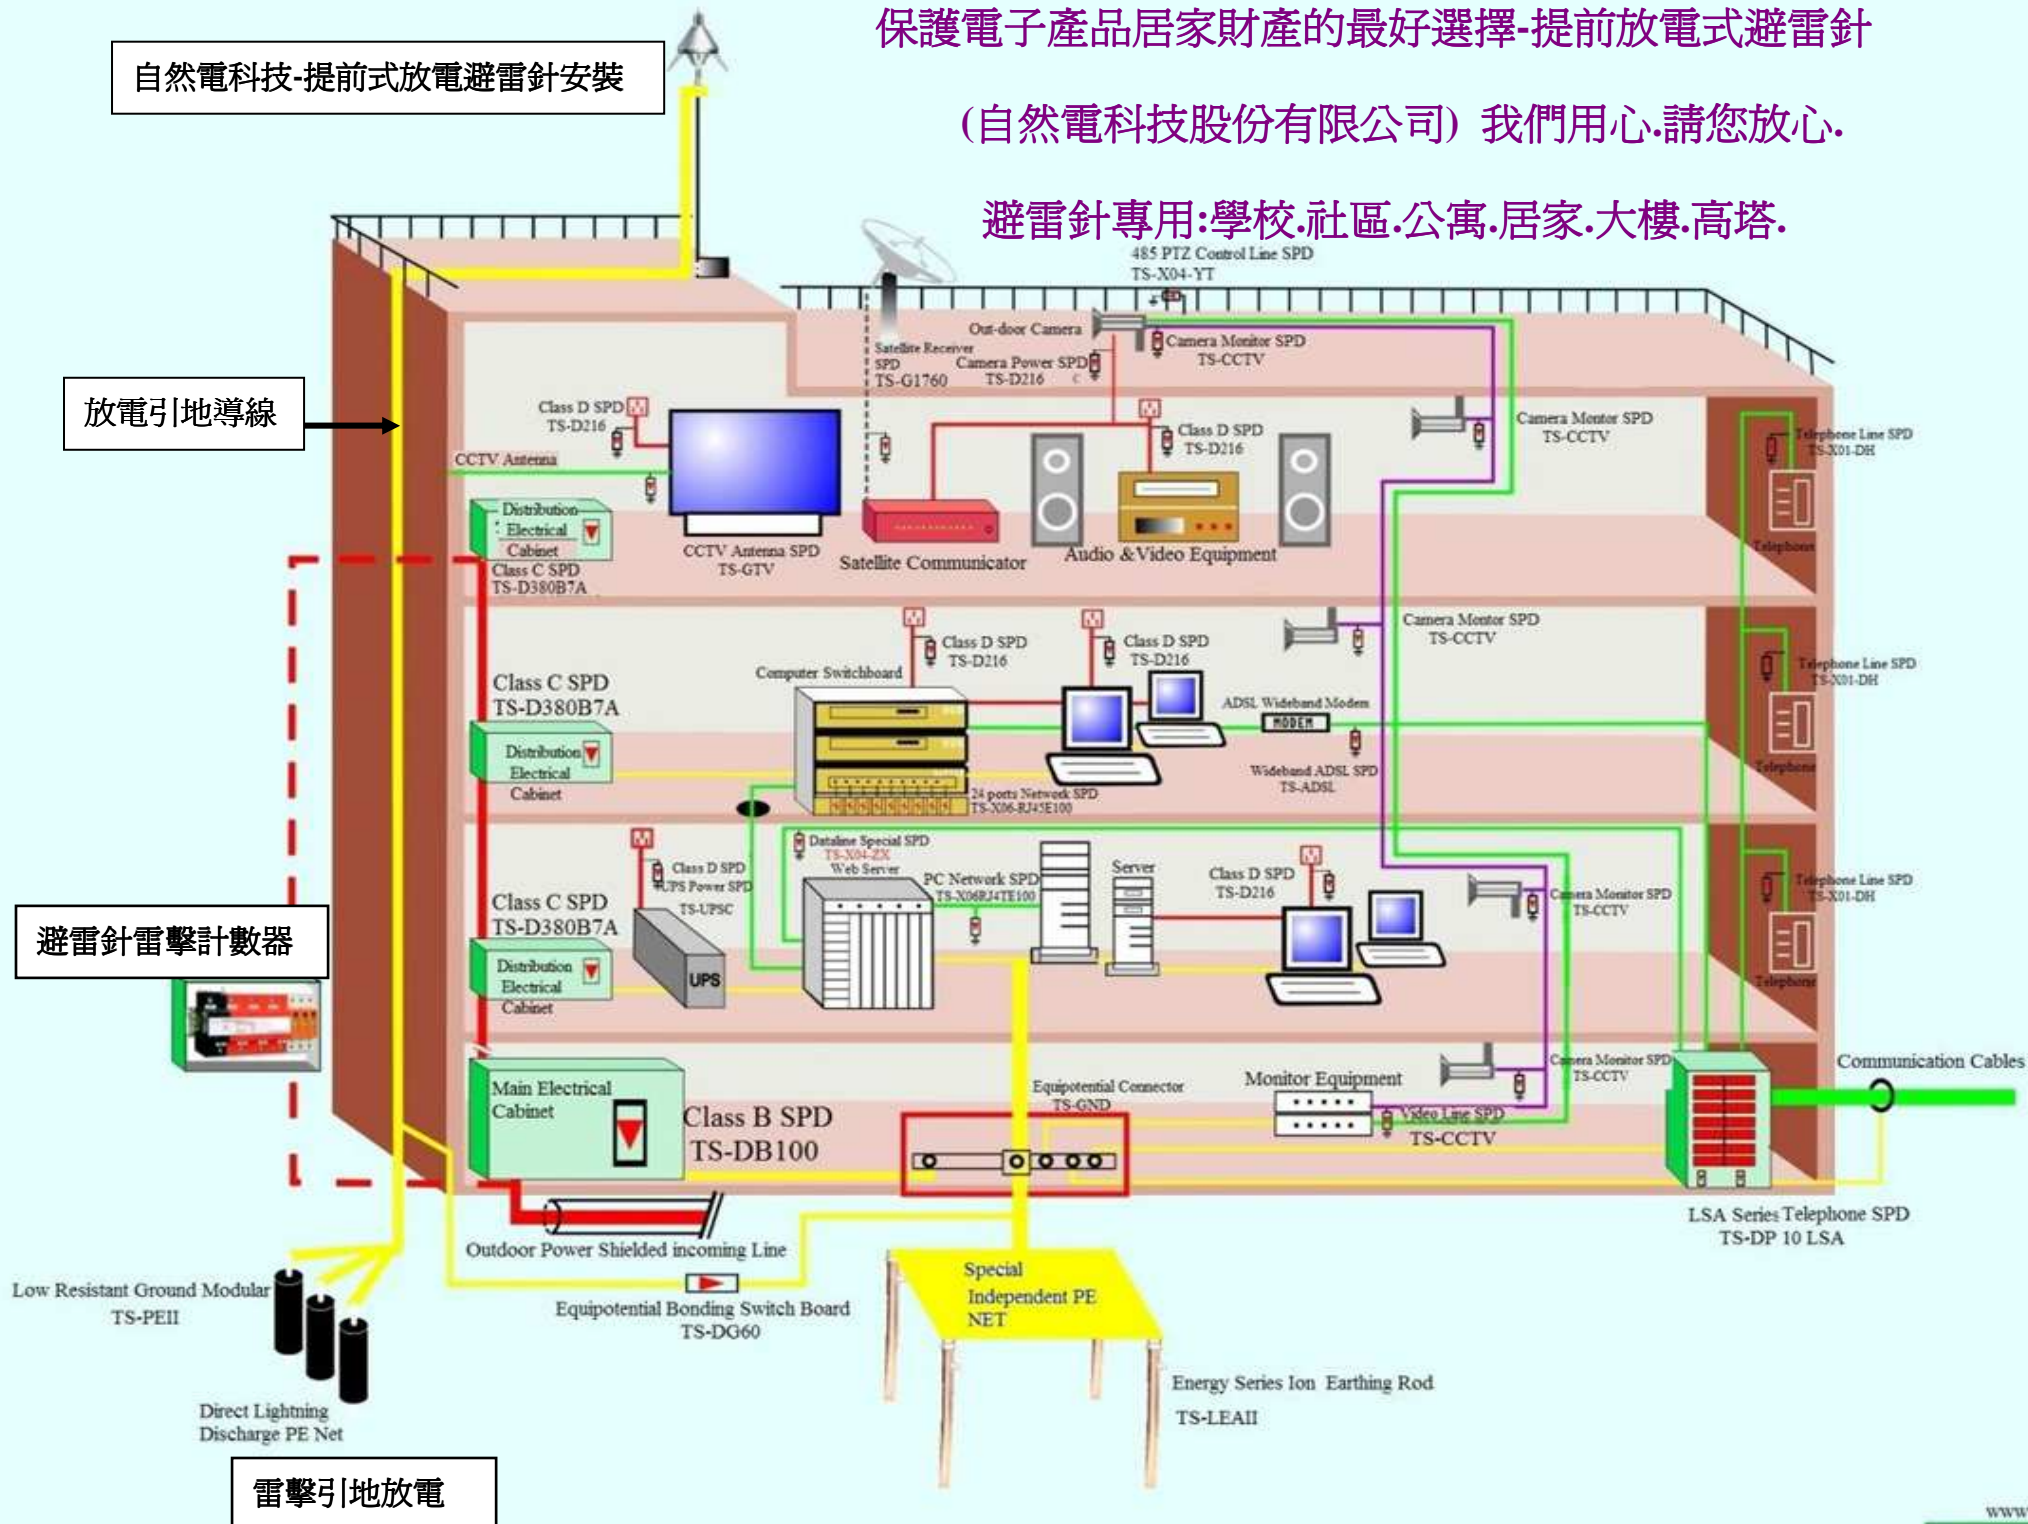 保護電子產品居家財產的最好選擇-提前放電式避雷針
自然電科技-提前式放電避雷針安裝
(自然電科技股份有限公司) 我們用心.請您放心.
避雷針專用:學校.社區.公寓.居家.大樓.高塔.
485 PTZ Control Line SPD
TS-X04-YT
Out-door Camera
Camera Monitor SPD
TS-CCTV
Satellite Receiver
SPD
TS-G1760
Camera Power SPD
TS-D216
C
放電引地導線
Class D SPD
TS-D216
Class D SPD
TS-D216
Camera Montor SPD
TS-CCTV
Telephone Line SPD
TS-X01-DH
CCTV Antenna
Distribution
Electrical
Cabinet
Class C SPD
TS-D380B7A
CCTV Antenna SPD
TS-GTV
Satellite Communicator
Audio &Video Equipment
Telephone
Class D SPD
TS-D216
Class D SPD
TS-D216
Camera Montor SPD
TS-CCTV
Computer Switchboard
Class C SPD
TS-D380B7A
ADSL Wideband Modem
MODEM
Telephone Line SPD
TS-X01-DH
Distribution
Electrical
Cabinet
Wideband ADSL SPD
TS-ADSL
24 ports Network SPD
TS-X06-RJ45E100
Telephone
Dataline Special SPD
TS-X04-ZX
Web Server
Class D SPD
UPS Power SPD
TS-UPSC
PC Network SPD
TS-X06RJ4TE100
Server
Class D SPD
TS-D216
Camera Monitor SPD
TS-CCTV
Telephone Line SPD
TS-X01-DH
Class C SPD
TS-D380B7A
避雷針雷擊計數器
Distribution
Electrical
Cabinet
UPS
Telephone
Main Electrical
Cabinet
Class B SPD
TS-DB100
Equipotential Connector
TS-GND
Monitor Equipment
Camera Monitor SPD
TS-CCTV
Video Line SPD
TS-CCTV
Communication Cables
LSA Series Telephone SPD
TS-DP 10 LSA
Outdoor Power Shielded incoming Line
Low Resistant Ground Modular
TS-PEII
Equipotential Bonding Switch Board
TS-DG60
Special
Independent PE
NET
Energy Series Ion Earthing Rod
TS-LEAII
Direct Lightning
Discharge PE Net
雷擊引地放電
www